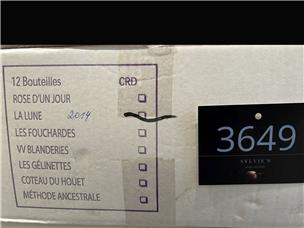 12 Bouteilles CRD
ROSE D'UN JOUR
LA LUNE 2014
LES FOUCHARDES
VV BLANDERIES
LES GÉLINETTES
COTEAU DU HOUET
MÉTHODE ANCESTRALE
3649
SYLVIE'S